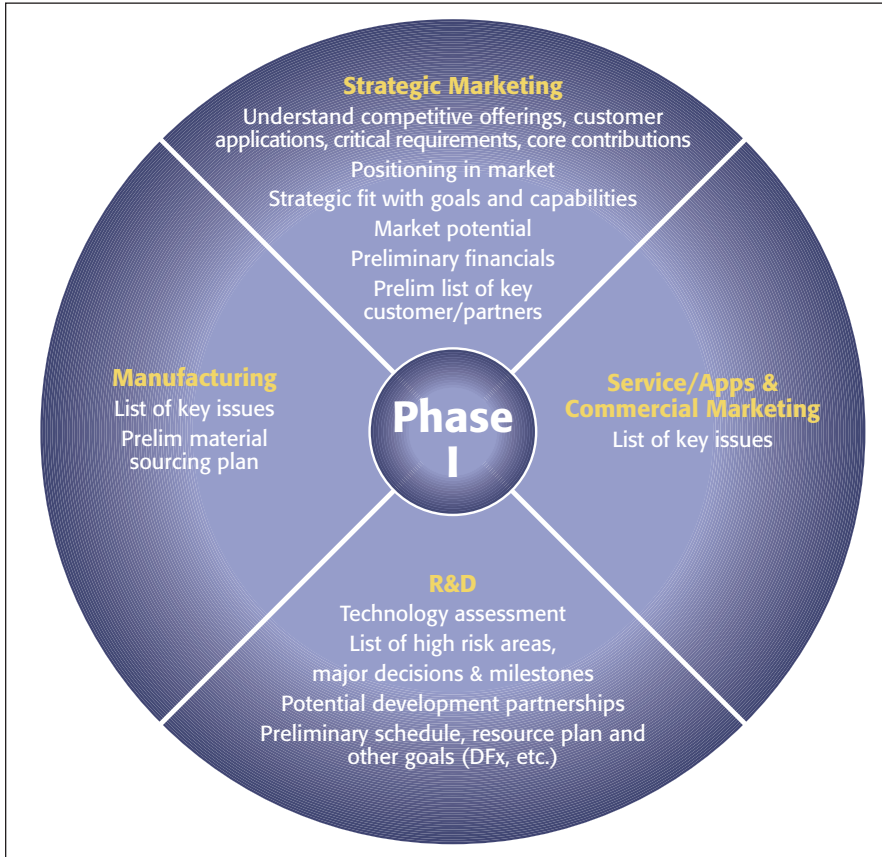 Strategic Marketing
Understand competitive offerings, customer
applications, critical requirements, core contributions
Positioning in market
Strategic fit with goals and capabilities
Market potential
Preliminary financials
Prelim list of key
customer/partners
Manufacturing
List of key issues
Prelim material
sourcing plan
Phase
I
Service/Apps &
Commercial Marketing
List of key issues
R&D
Technology assessment
List of high risk areas,
major decisions & milestones
Potential development partnerships
Preliminary schedule, resource plan and
other goals (DFx, etc.)